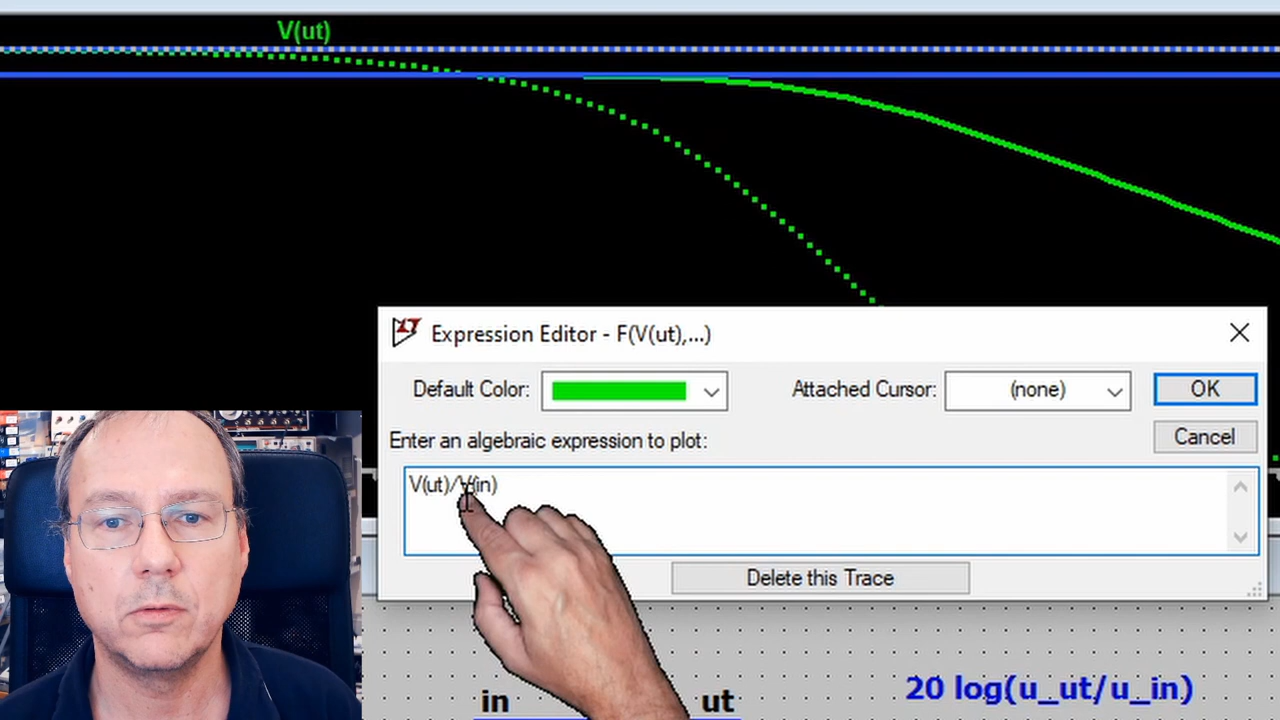 V(ut)
Expression Editor - F(V(ut),...)
Default Color:
Attached Cursor:
(none)
OK
Enter an algebraic expression to plot:
Cancel
V(ut)/V(in)
Delete this Trace
in
ut
20 log(u_ut/u_in)